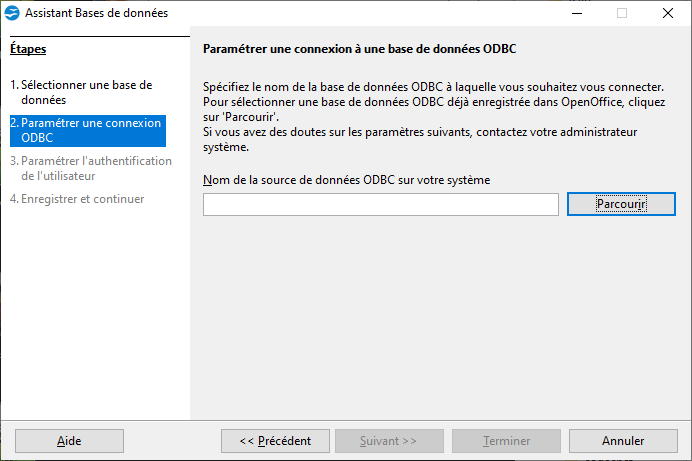 Assistant Bases de données
Étapes
1. Sélectionner une base de
données
2. Paramétrer une connexion
ODBC
3. Paramétrer l'authentification
de l'utilisateur
4. Enregistrer et continuer
Paramétrer une connexion à une base de données ODBC
Spécifiez le nom de la base de données ODBC à laquelle vous souhaitez vous connecter.
Pour sélectionner une base de données ODBC déjà enregistrée dans OpenOffice, cliquez
sur 'Parcourir'.
Si vous avez des doutes sur les paramètres suivants, contactez votre administrateur
système.
Nom de la source de données ODBC sur votre système
Parcourir
Aide
<< Précédent
Suivant >>
Terminer
Annuler